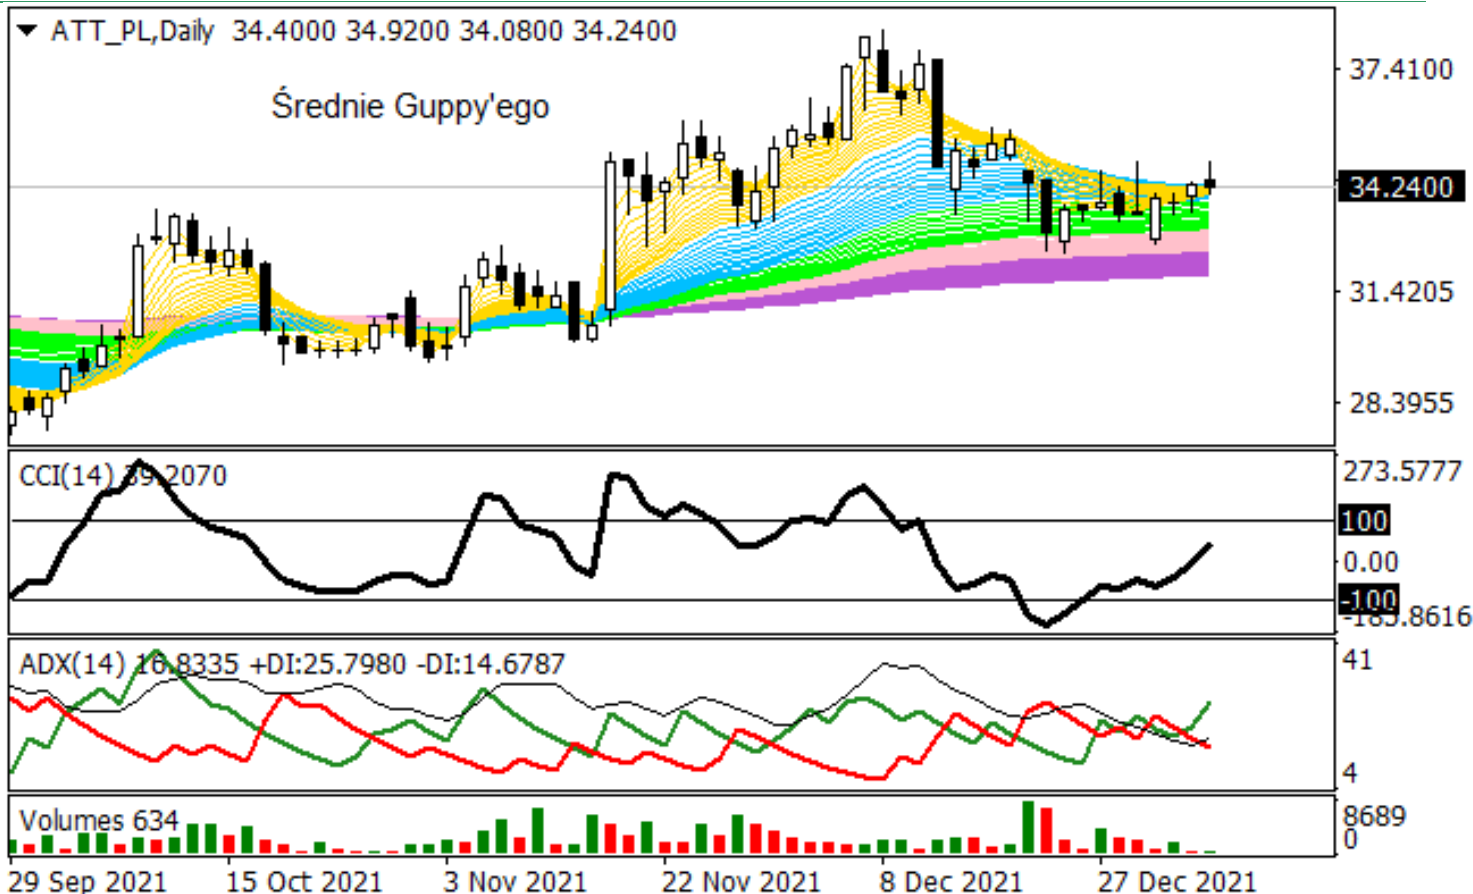 ATT_PL,Daily 34.4000 34.9200 34.0800 34.2400
Średnie Guppy'ego
37.4100
34.2400
31.4205
28.3955
CCI(14) 39.2070
273.5777
100
0.00
-100
-185.8616
ADX(14) 16.8335 +DI:25.7980 -DI:14.6787
41
4
Volumes 634
8689
0
29 Sep 2021 15 Oct 2021 3 Nov 2021 22 Nov 2021 8 Dec 2021 27 Dec 2021